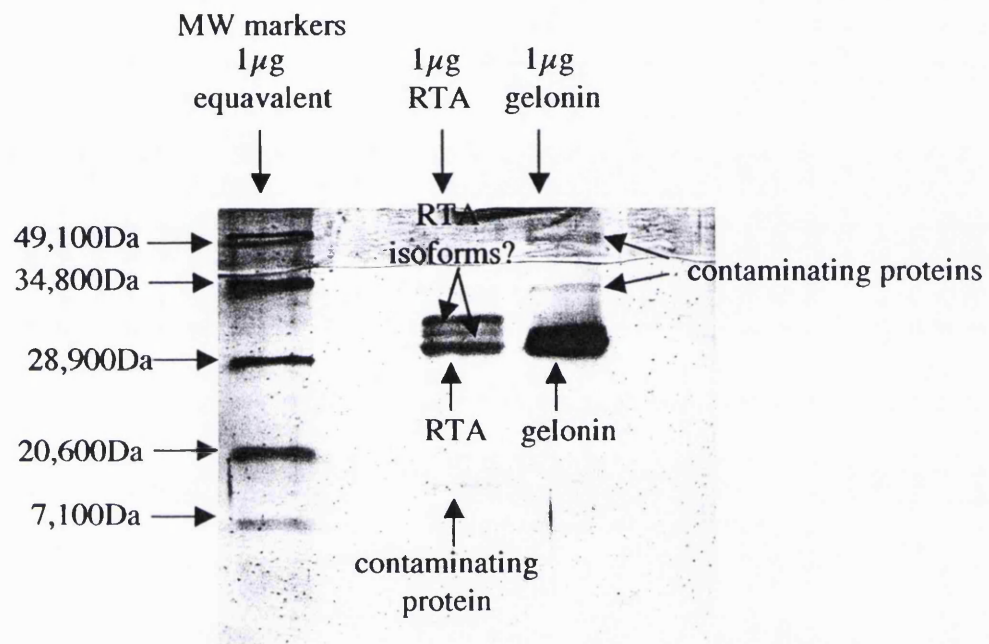 MW markers
1µg
equavalent
1µg
RTA
1µg
gelonin
49,100Da
34,800Da
28,900Da
20,600Da
7,100Da
RTA
isoforms?
contaminating proteins
RTA
gelonin
contaminating
protein